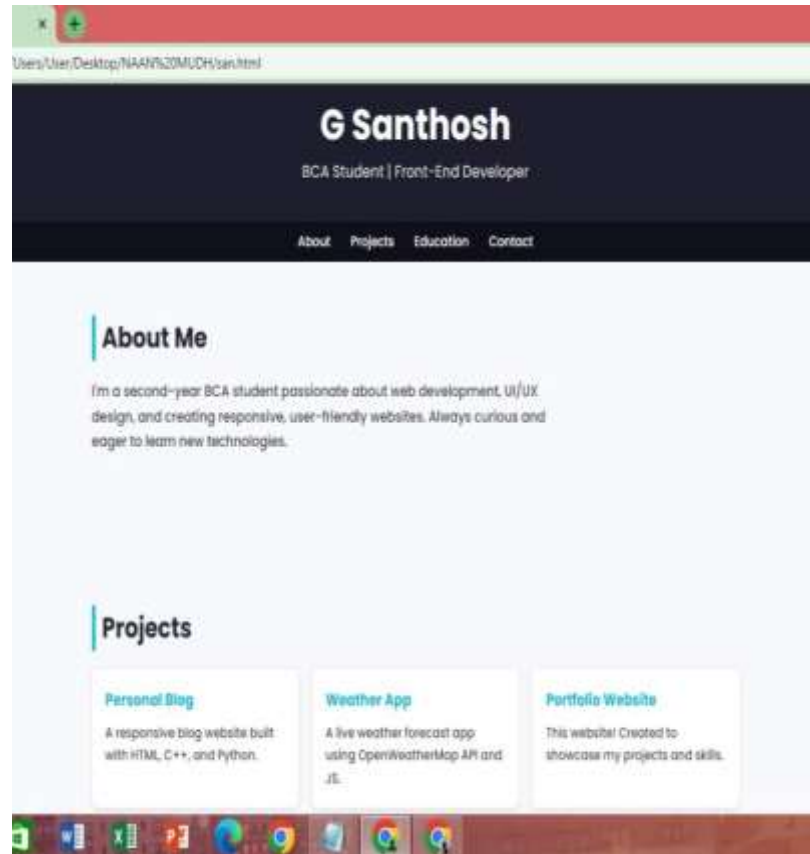 Users/User/Desktop/NAAN%20MUDH/san.html
G Santhosh
BCA Student | Front-End Developer
About Projects Education Contact
About Me
I'm a second-year BCA student passionate about web development, UI/UX
design, and creating responsive, user-friendly websites. Always curious and
eager to learn new technologies.
Projects
Personal Blog
A responsive blog website built
with HTML, C++, and Python.
Weather App
A live weather forecast app
using OpenWeatherMap API and
JS.
Portfolio Website
This website! Created to
showcase my projects and skills.